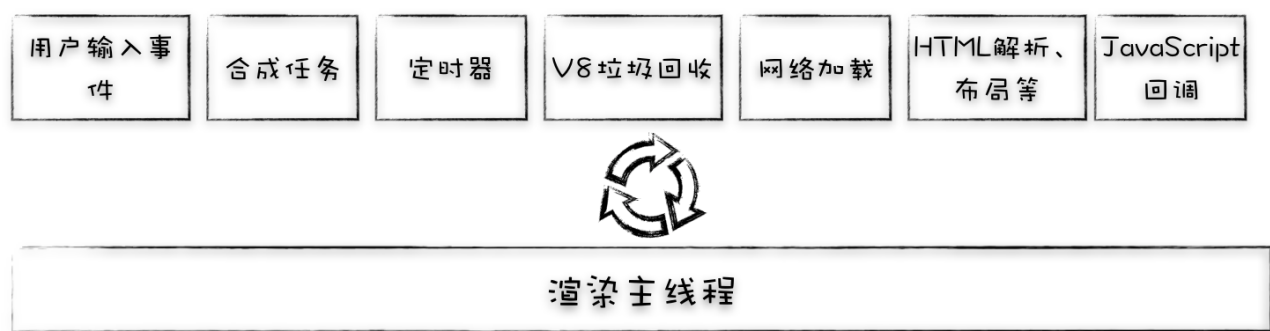 用户输入事
件
合成任务
定时器
V8垃圾回收
网络加载
HTML解析、
布局等
JavaScript
回调
渲染主线程